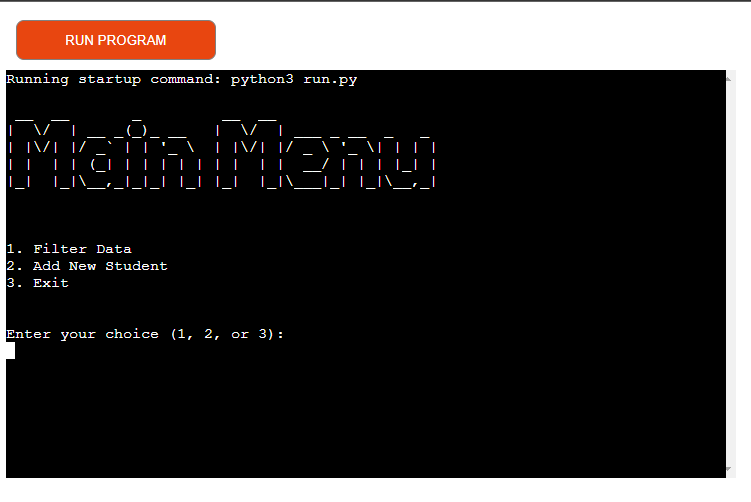 RUN PROGRAM
Running startup command: python3 run.py
Main Menu
1. Filter Data
2. Add New Student
3. Exit
Enter your choice (1, 2, or 3):